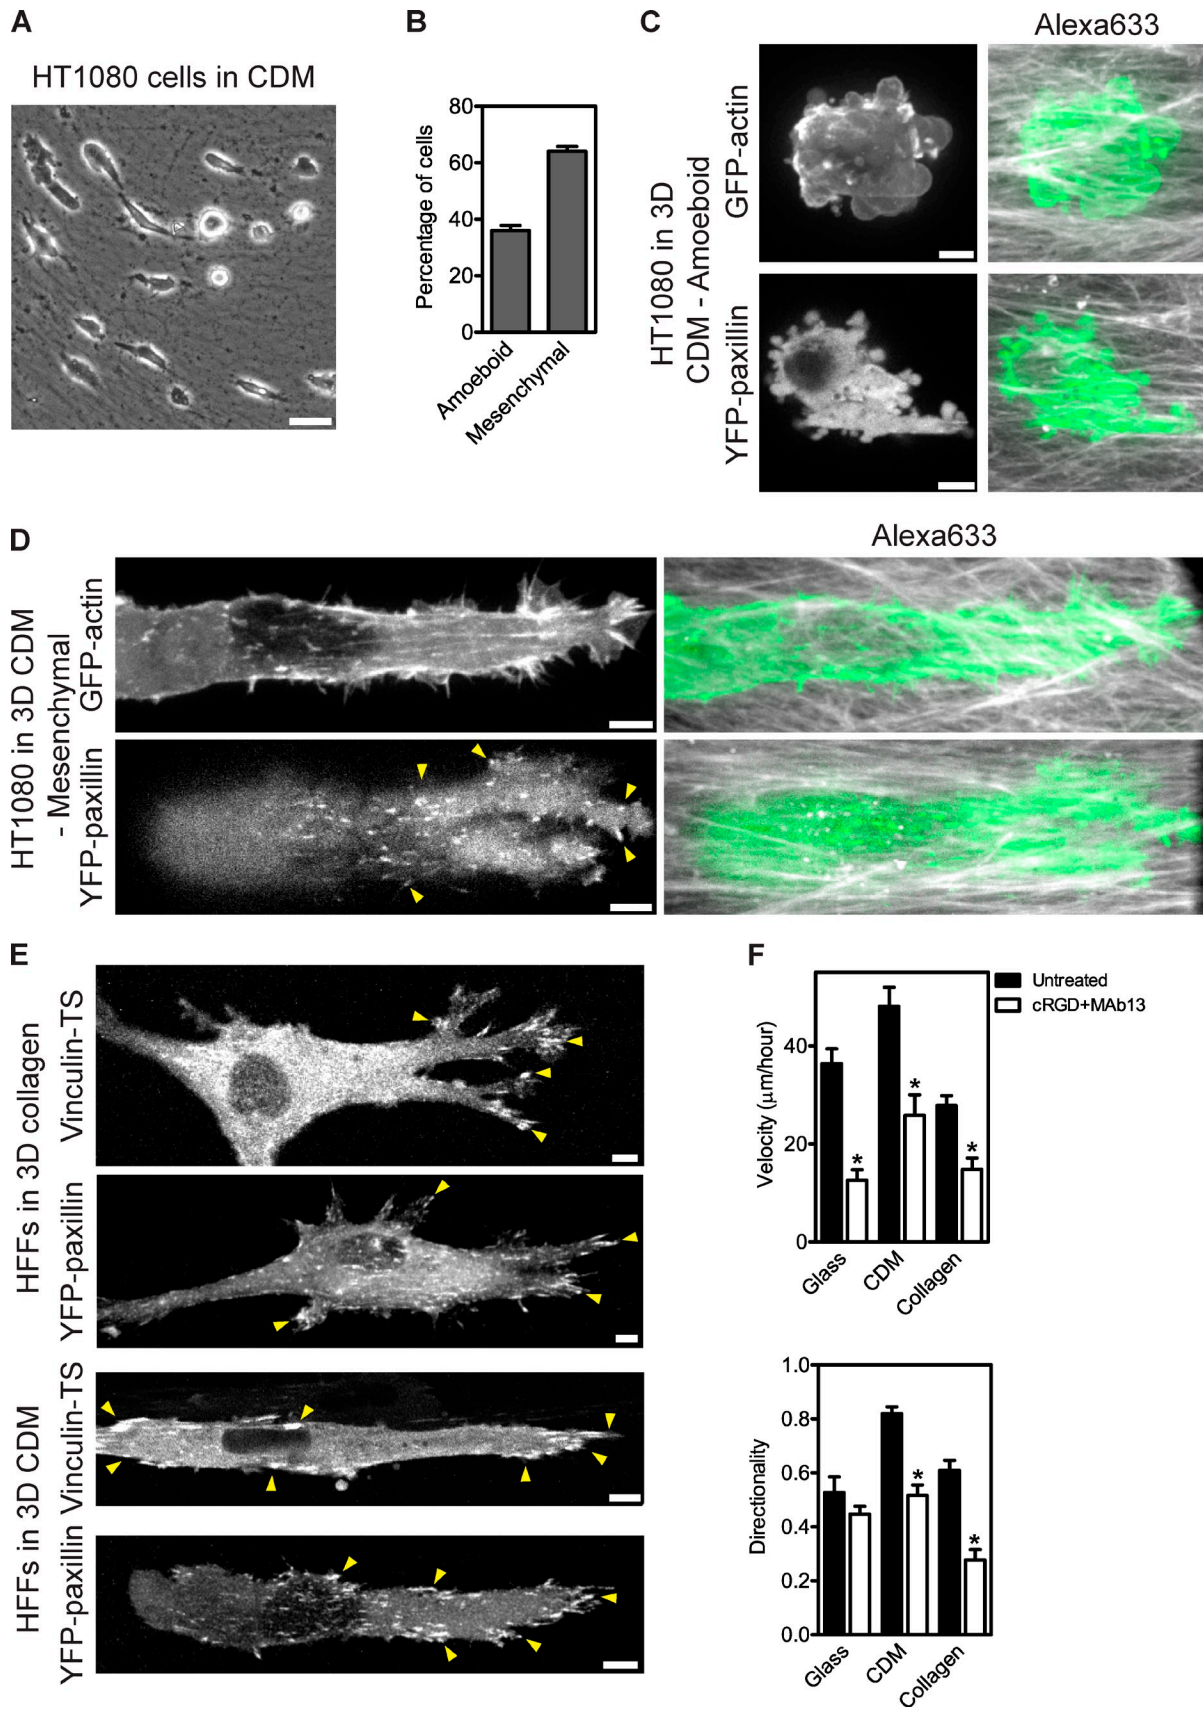 A
HT1080 cells in CDM
B
Percentage of cells
80
60
40
20
0
Amoeboid
Mesenchymal
C
Alexa633
HT1080 in 3D
CDM - Amoeboid
GFP-actin
YFP-paxillin
D
Alexa633
HT1080 in 3D CDM
- Mesenchymal
GFP-actin
YFP-paxillin
E
HFFs in 3D collagen
Vinculin-TS
YFP-paxillin
HFFs in 3D CDM
Vinculin-TS
YFP-paxillin
F
Untreated
cRGD+MAb13
Velocity (μm/hour)
40
20
0
* * *
Glass
CDM
Collagen
Directionality
1.0
0.8
0.6
0.4
0.2
0.0
* *
Glass
CDM
Collagen